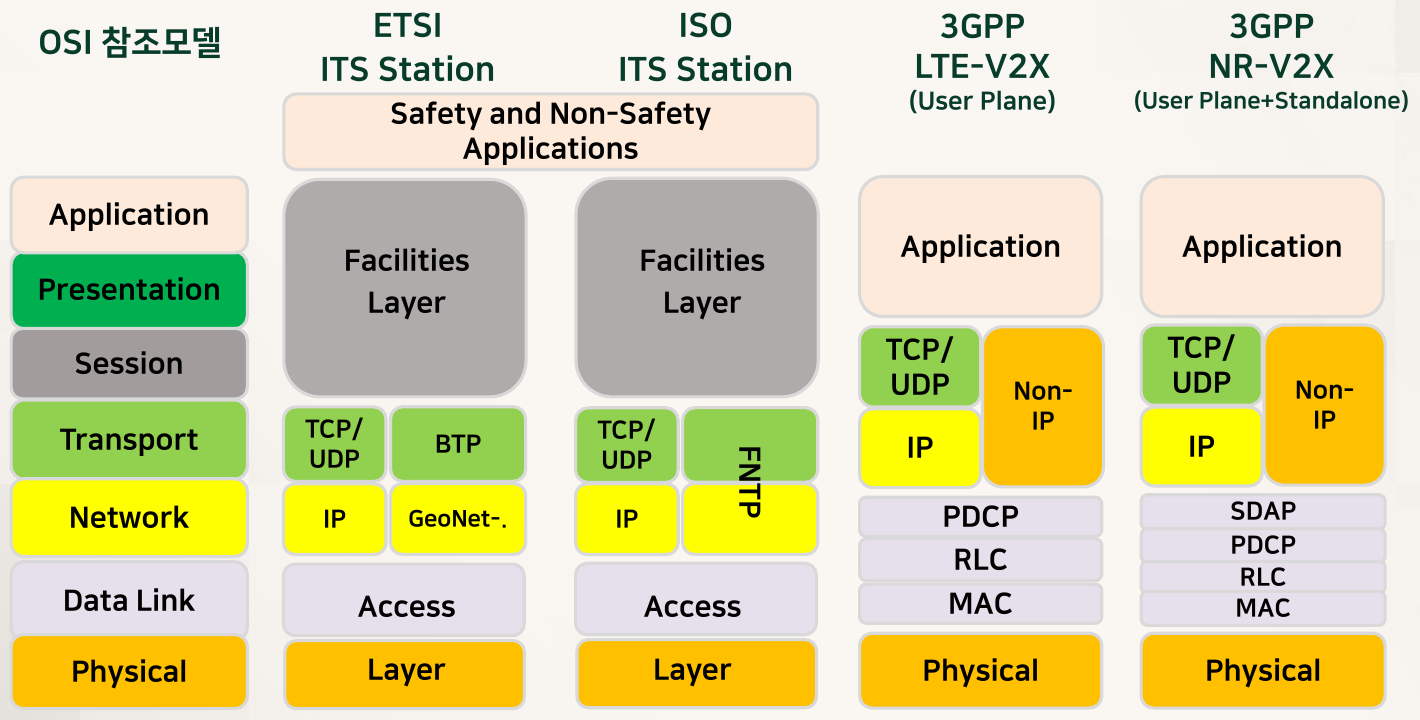 OSI 참조모델
ETSI
ITS Station
ISO
ITS Station
3GPP
LTE-V2X
(User Plane)
3GPP
NR-V2X
(User Plane+Standalone)
Safety and Non-Safety
Applications
Application
Presentation
Session
Transport
Network
Data Link
Physical
Facilities
Layer
TCP/
UDP
BTP
IP
GeoNet-.
Access
Layer
Facilities
Layer
TCP/
UDP
FNTP
IP
Access
Layer
Application
TCP/
UDP
Non-
IP
IP
PDCP
RLC
MAC
Physical
Application
TCP/
UDP
Non-
IP
IP
SDAP
PDCP
RLC
MAC
Physical